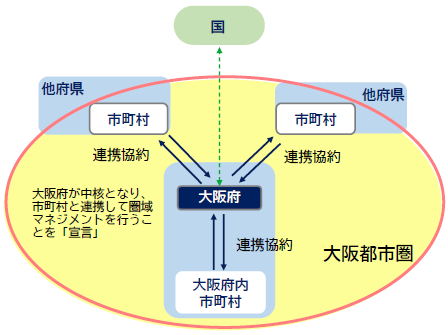 国
他府県
他府県
市町村
市町村
連携協約
連携協約
大阪府が中核となり、
市町村と連携して圏域
マネジメントを行うこ
とを「宣言」
大阪府
連携協約
大阪都市圏
大阪府内
市町村